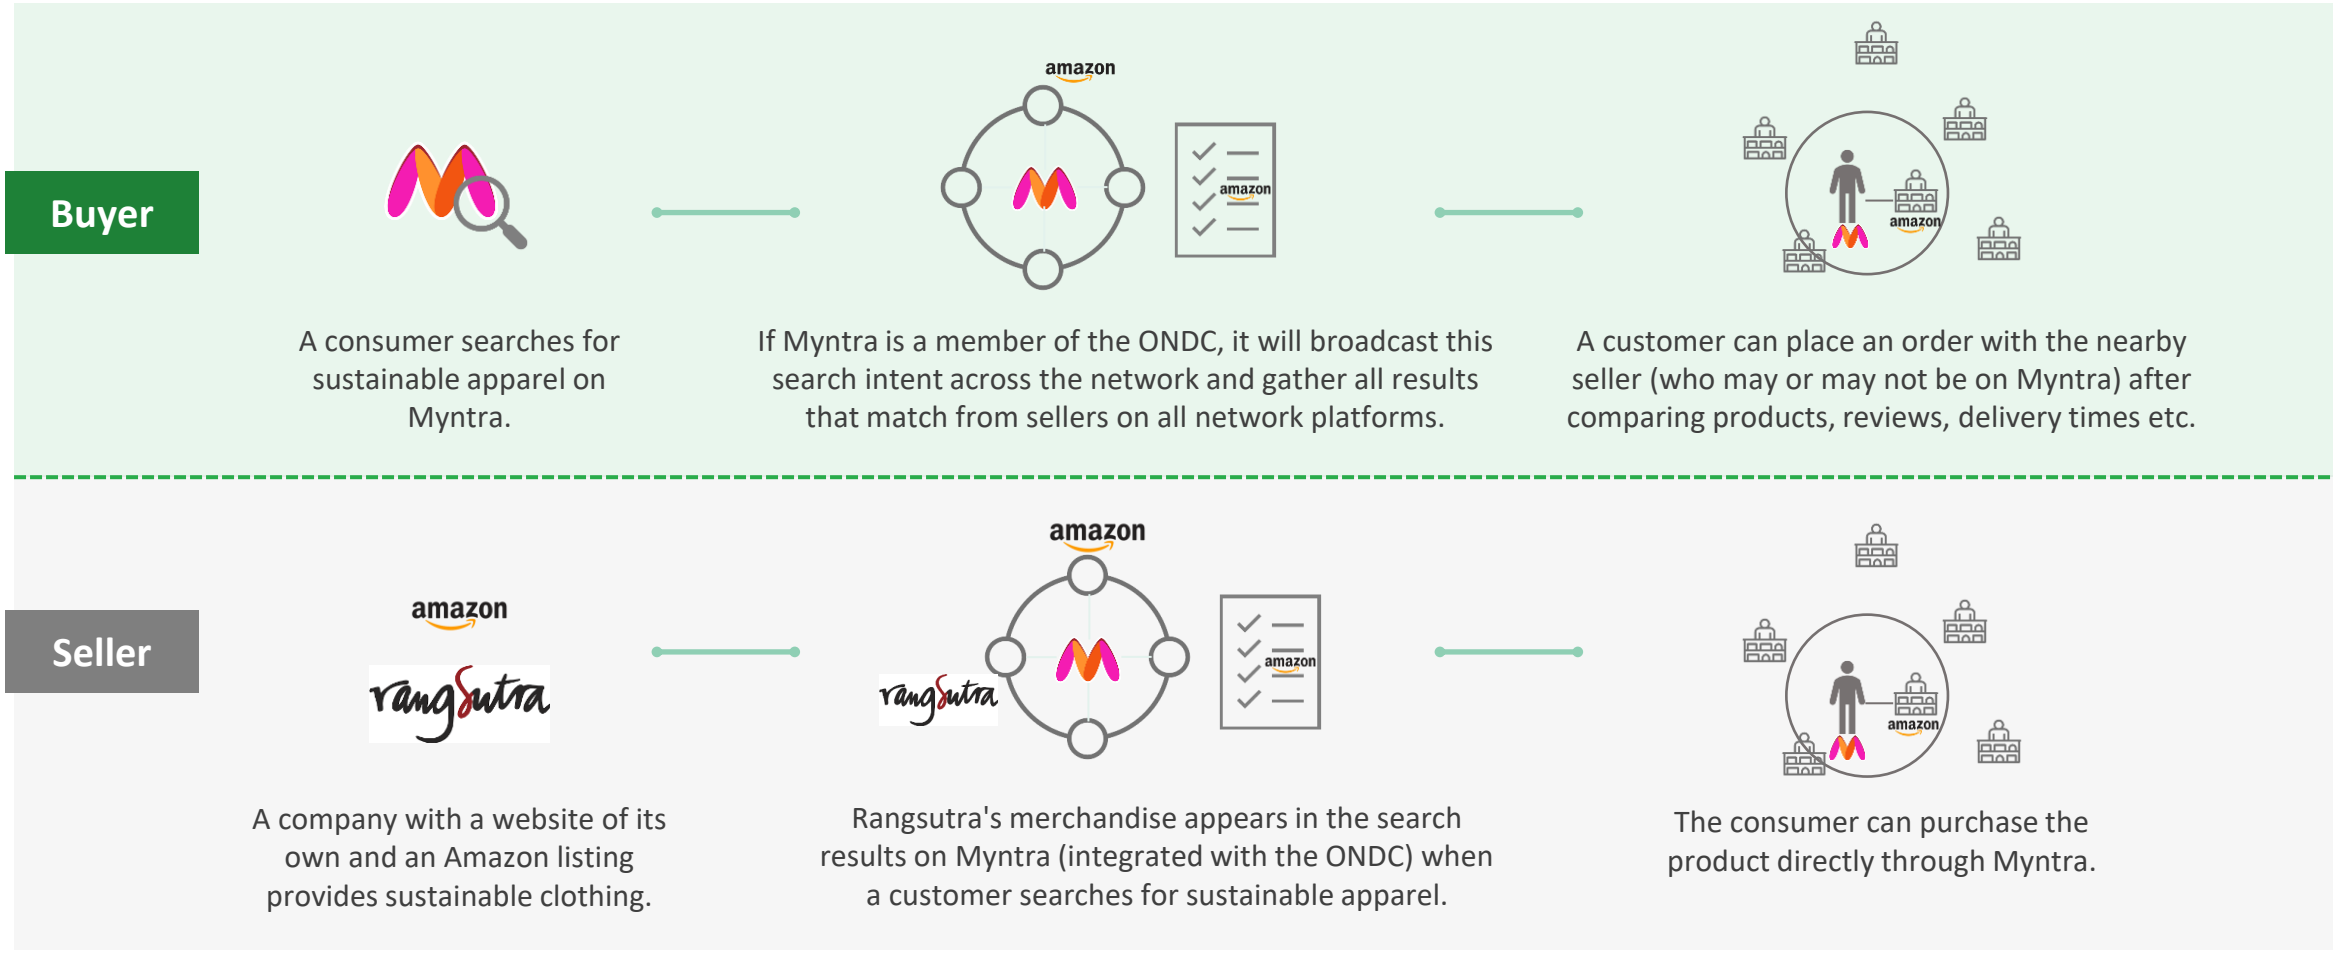 Buyer
amazon
amazon
amazon
A consumer searches for
sustainable apparel on
Myntra.
If Myntra is a member of the ONDC, it will broadcast this
search intent across the network and gather all results
that match from sellers on all network platforms.
A customer can place an order with the nearby
seller (who may or may not be on Myntra) after
comparing products, reviews, delivery times etc.
Seller
amazon
rangSutra
amazon
rangSutra
amazon
amazon
A company with a website of its
own and an Amazon listing
provides sustainable clothing.
Rangsutra's merchandise appears in the search
results on Myntra (integrated with the ONDC) when
a customer searches for sustainable apparel.
The consumer can purchase the
product directly through Myntra.